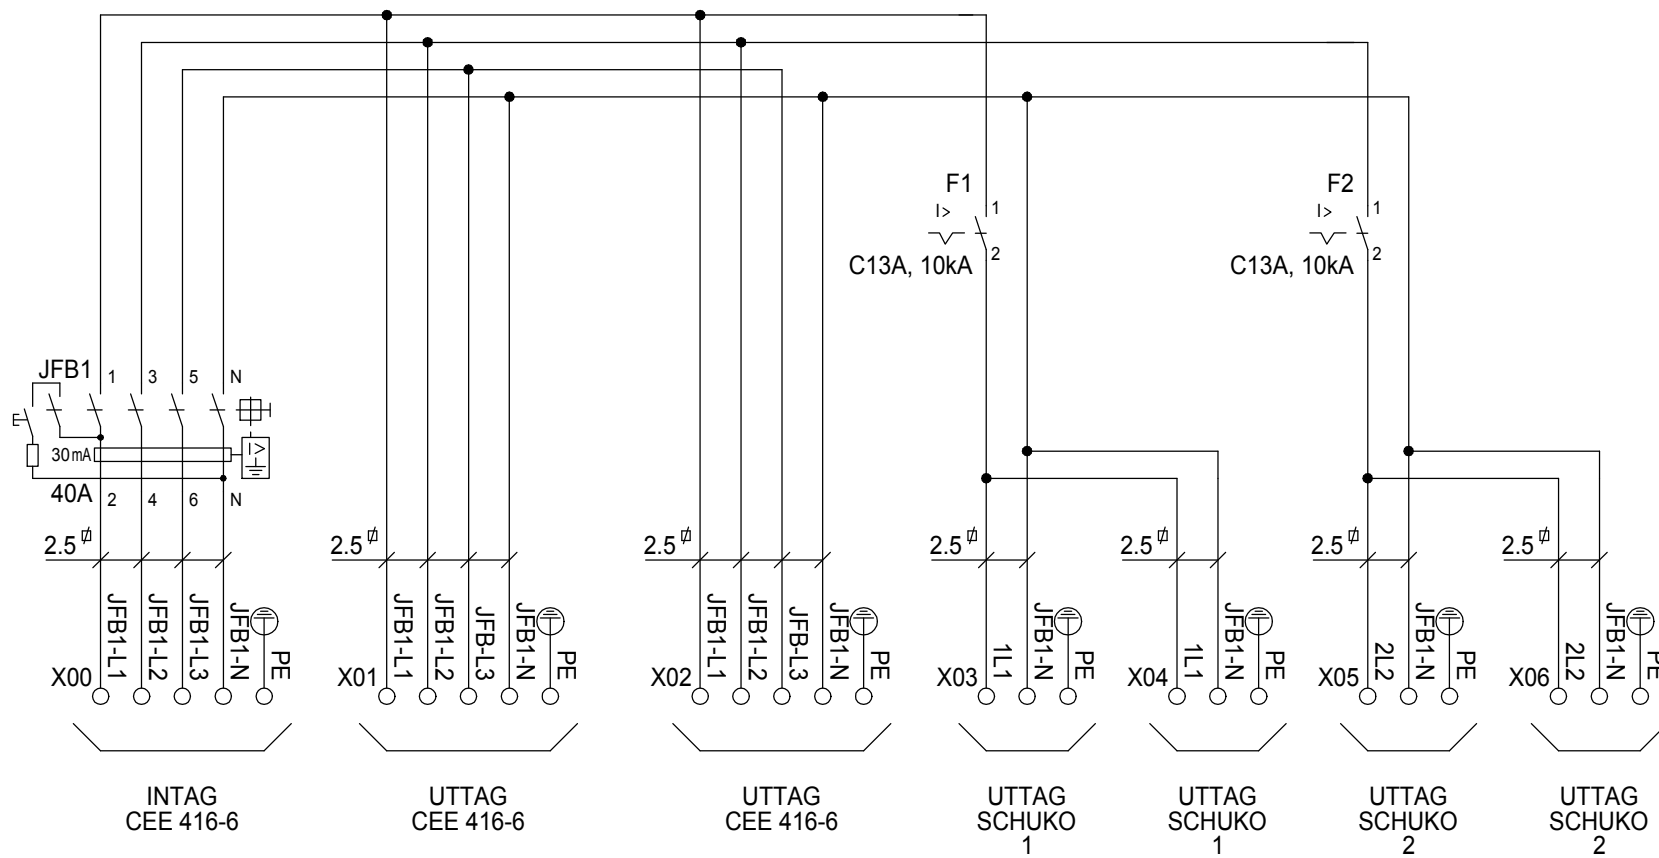 F1
I>
1
2
C13A, 10kA
F2
I>
1
2
C13A, 10kA
JFB1
1
3
5
N
30mA
I>
40A
2
4
6
N
2.5
2.5
2.5
2.5
2.5
2.5
2.5
X00
JFB1-L1
JFB1-L2
JFB1-L3
JFB1-N
PE
X01
JFB1-L1
JFB1-L2
JFB-L3
JFB1-N
PE
X02
JFB1-L1
JFB1-L2
JFB-L3
JFB1-N
PE
X03
1L1
JFB1-N
PE
X04
1L1
JFB1-N
PE
X05
2L2
JFB1-N
PE
X06
2L2
JFB1-N
PE
INTAG
CEE 416-6
UTTAG
CEE 416-6
UTTAG
CEE 416-6
UTTAG
SCHUKO
1
UTTAG
SCHUKO
1
UTTAG
SCHUKO
2
UTTAG
SCHUKO
2